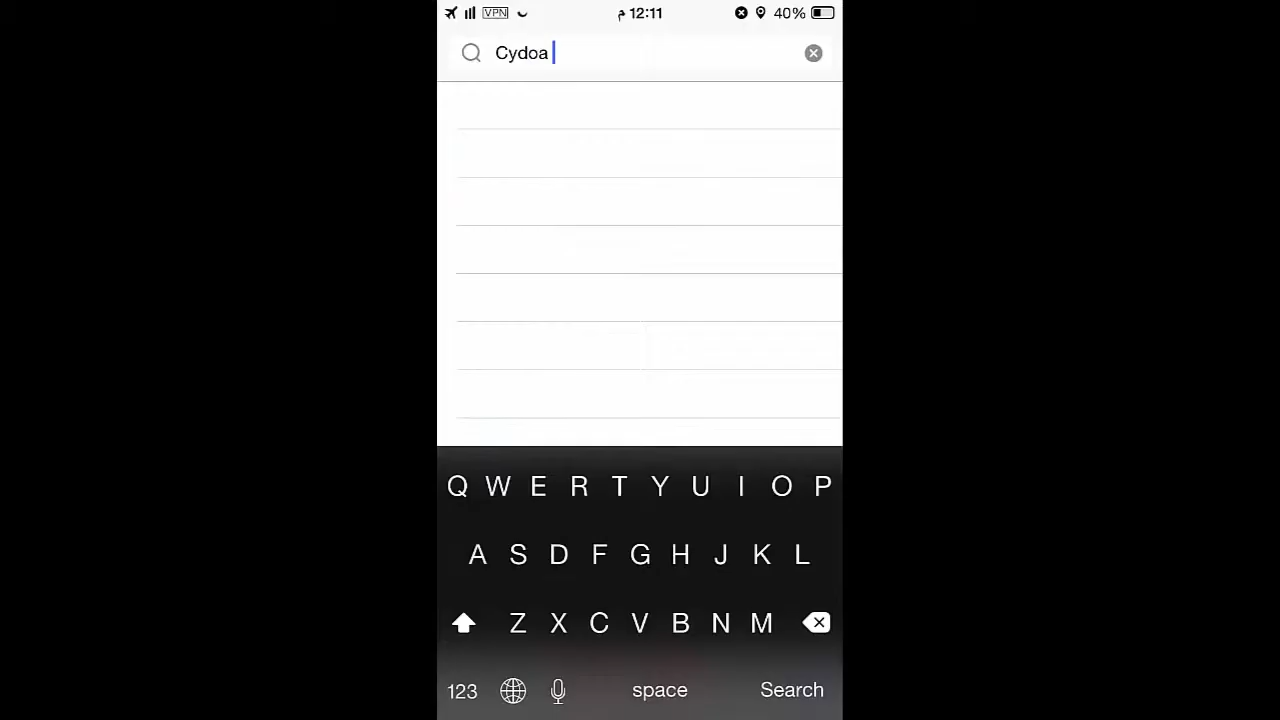 VPN
12:11 م
40%
Cydoa
Q W E R T Y U I O P
A S D F G H J K L
Z X C V B N M
123 space Search